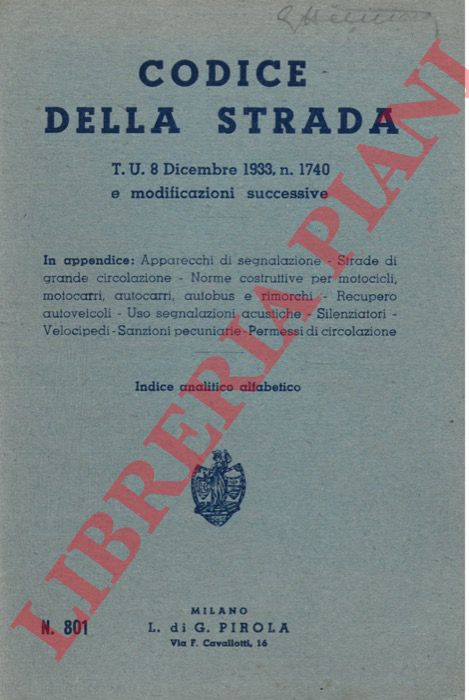 CODICE
DELLA STRADA
T. U. 8 Dicembre 1933, n. 1740
e modificazioni successive
In appendice: Apparecchi di segnalazione - Strade di
grande circolazione - Norme costruttive per motocicli,
motocarri, autocarri, autobus e rimorchi - Recupero
autoveicoli - Uso segnalazioni acustiche - Silenziatori -
Velocipedi - Sanzioni pecuniarie - Permessi di circolazione
Indice analitico alfabetico
MILANO
N. 801
L. di G. PIROLA
Via F. Cavallotti, 16
LIBRERIA PIANI